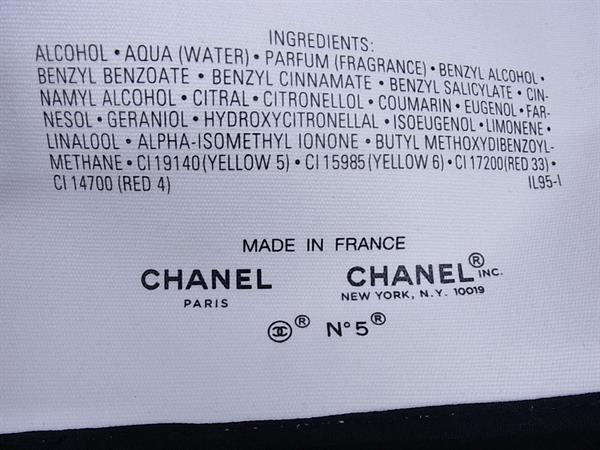 INGREDIENTS:
ALCOHOL • AQUA (WATER) • PARFUM (FRAGRANCE) • BENZYL ALCOHOL •
BENZYL BENZOATE • BENZYL CINNAMATE • BENZYL SALICYLATE • CIN-
NAMYL ALCOHOL • CITRAL • CITRONELLOL • COUMARIN • EUGENOL • FAR-
NESOL • GERANIOL • HYDROXYCITRONELLAL • ISOEUGENOL • LIMONENE •
LINALOOL • ALPHA-ISOMETHYL IONONE • BUTYL METHOXYDIBENZOYL-
METHANE • CI 19140 (YELLOW 5) • CI 15985 (YELLOW 6) • CI 17200 (RED 33) •
CI 14700 (RED 4) IL95-1
MADE IN FRANCE
CHANEL CHANEL® INC.
PARIS NEW YORK, N.Y. 10019
® N°5®